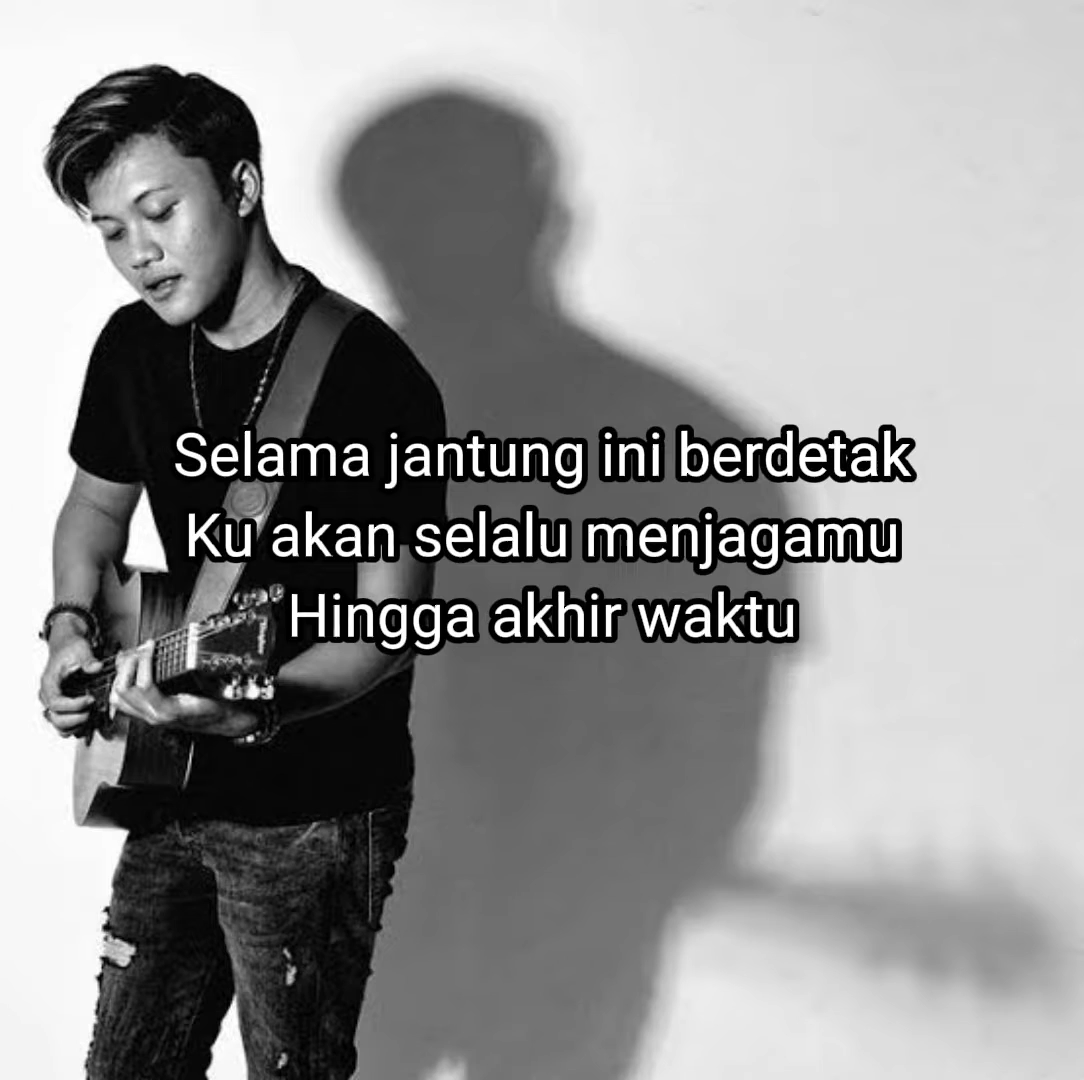 Selama jantung ini berdetak
Ku akan selalu menjagamu
Hingga akhir waktu